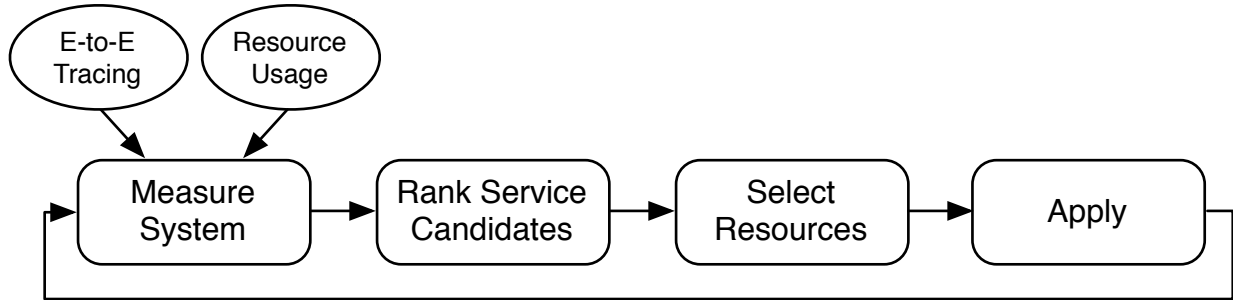 E-to-E
Tracing
Resource
Usage
Measure
System
Rank Service
Candidates
Select
Resources
Apply